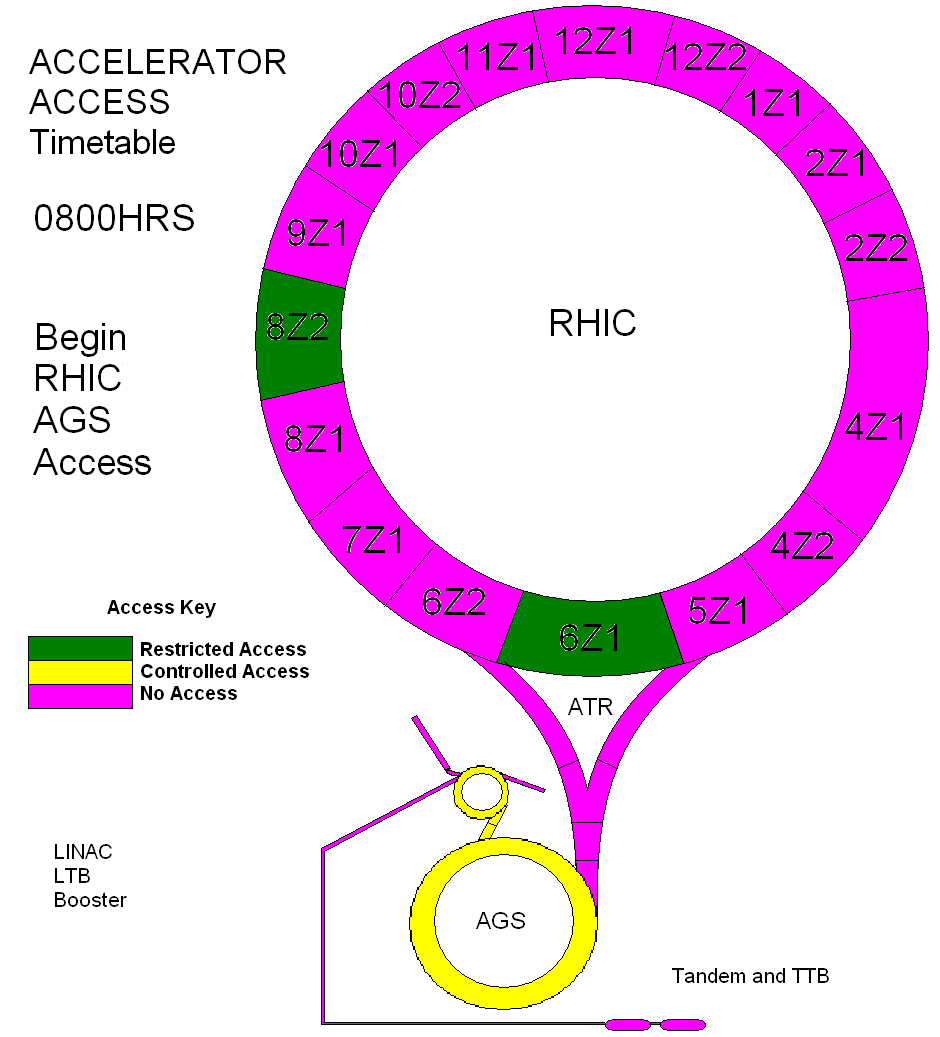 ACCELERATOR
ACCESS
Timetable
0800HRS
Begin
RHIC
AGS
Access
12Z1
12Z2
1Z1
2Z1
2Z2
4Z1
4Z2
5Z1
6Z1
6Z2
7Z1
8Z1
8Z2
9Z1
10Z1
10Z2
11Z1
RHIC
Access Key
Restricted Access
Controlled Access
No Access
ATR
LINAC
LTB
Booster
AGS
Tandem and TTB